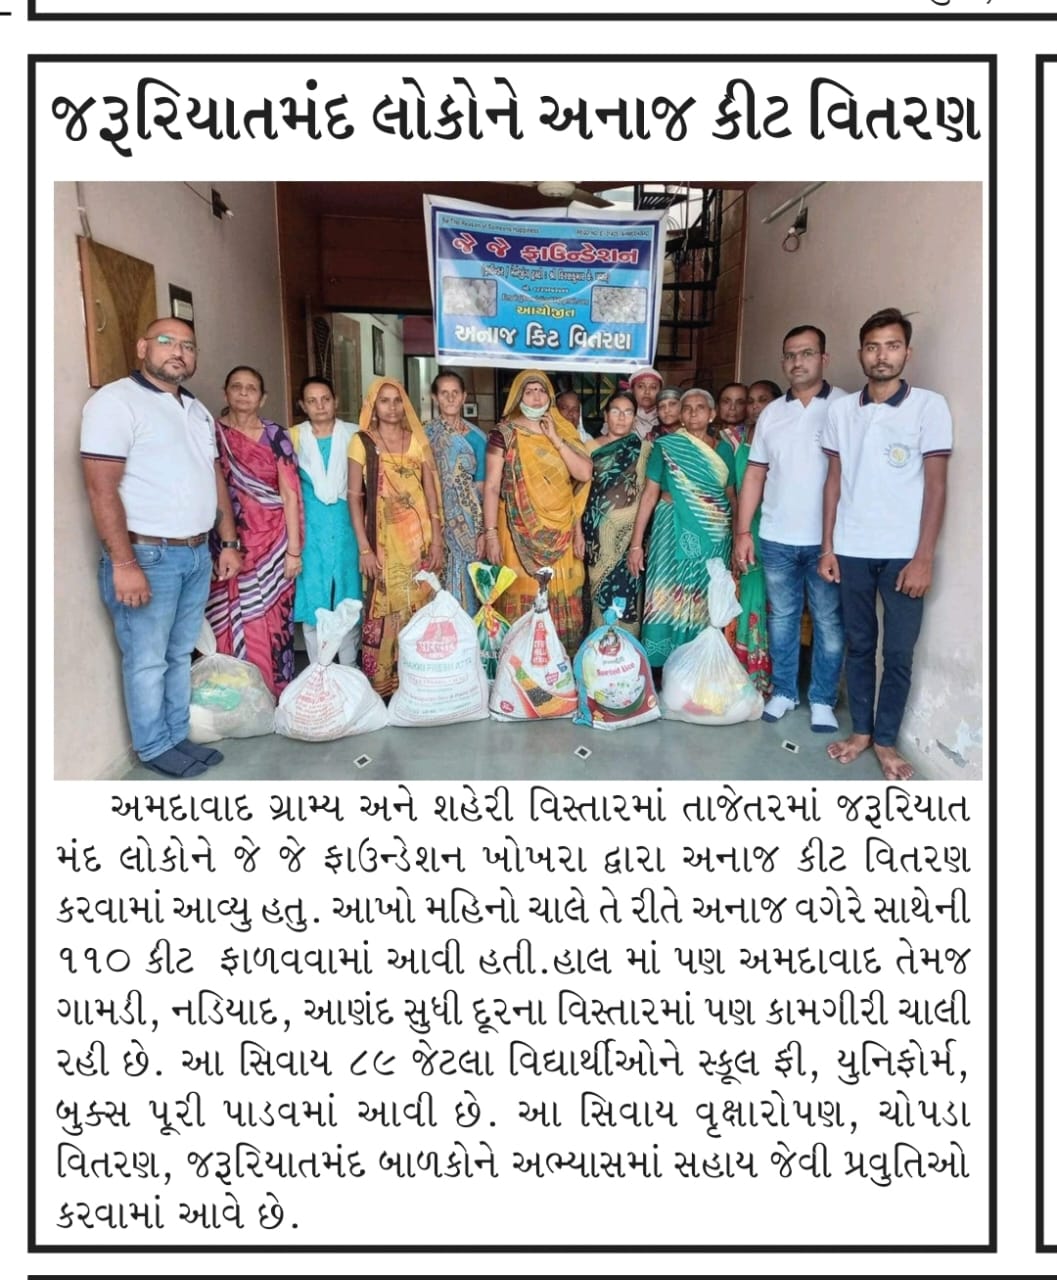 જરૂરિયાતમંદ લોકોને અનાજ કીટ વિતરણ
જે જે ફાઉન્ડેશન
આયોજીત
અનાજ કિટ વિતરણ
અમદાવાદ ગ્રામ્ય અને શહેરી વિસ્તારમાં તાજેતરમાં જરૂરિયાત
મંદ લોકોને જે જે ફાઉન્ડેશન ખોખરા દ્વારા અનાજ કીટ વિતરણ
કરવામાં આવ્યુ હતુ. આખો મહિનો ચાલે તે રીતે અનાજ વગેરે સાથેની
૧૧૦ કીટ ફાળવવામાં આવી હતી.હાલ માં પણ અમદાવાદ તેમજ
ગામડી, નડિયાદ, આણંદ સુધી દૂરના વિસ્તારમાં પણ કામગીરી ચાલી
રહી છે. આ સિવાય ૮૯ જેટલા વિદ્યાર્થીઓને સ્કૂલ ફી, યુનિફોર્મ,
બુક્સ પૂરી પાડવમાં આવી છે. આ સિવાય વૃક્ષારોપણ, ચોપડા
વિતરણ, જરૂરિયાતમંદ બાળકોને અભ્યાસમાં સહાય જેવી પ્રવુતિઓ
કરવામાં આવે છે.